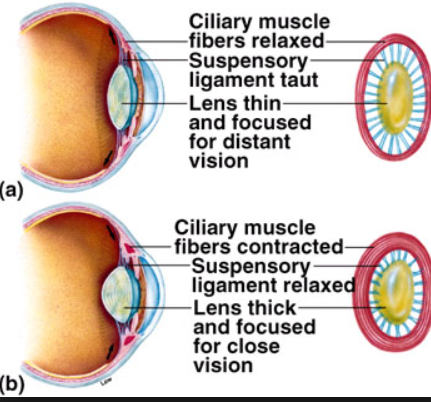 Ciliary muscle
fibers relaxed
Suspensory
ligament taut
Lens thin
and focused
for distant
vision
(a)
Ciliary muscle
fibers contracted
Suspensory
ligament relaxed
Lens thick
and focused
for close
vision
(b)